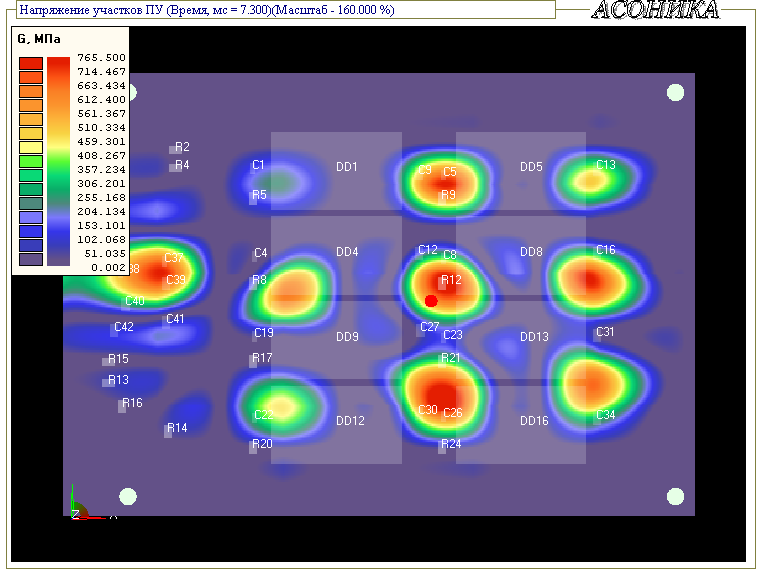 Напряжение участков ПУ (Время, мс = 7.300)(Масштаб - 160.000 %)
АСОНИКА
G, МПа
765.500
714.467
663.434
612.400
561.367
510.334
459.301
408.267
357.234
306.201
255.168
204.134
153.101
102.068
51.035
0.002
R2
R4
C1
R5
DD1
C9
C5
R9
DD5
C13
C37
38
C39
C40
C4
R8
DD4
C12
C8
R12
DD8
C16
C42
C41
C19
DD9
C27
C23
DD13
C31
R15
R17
R21
R13
R16
R14
C22
DD12
C30
C26
DD16
C34
R20
R24
Z